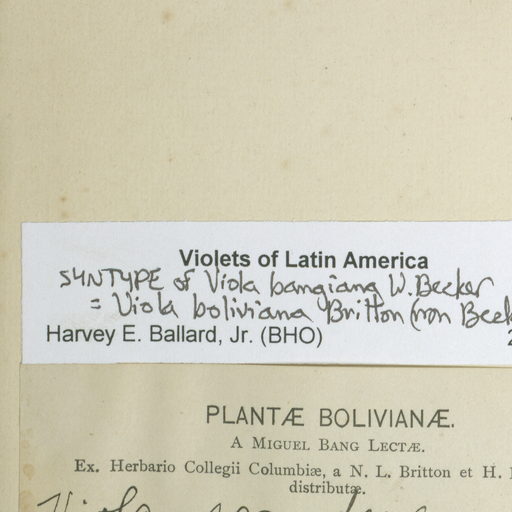 Violets of Latin America
SYNTYPE of Viola bangiana W. Becker
= Viola boliviana Britton (non Beck
Harvey E. Ballard, Jr. (BHO)
PLANTÆ BOLIVIANÆ.
A MIGUEL BANG LECTÆ.
Ex. Herbario Collegii Columbiæ, a N. L. Britton et H.
distributæ.
Viola